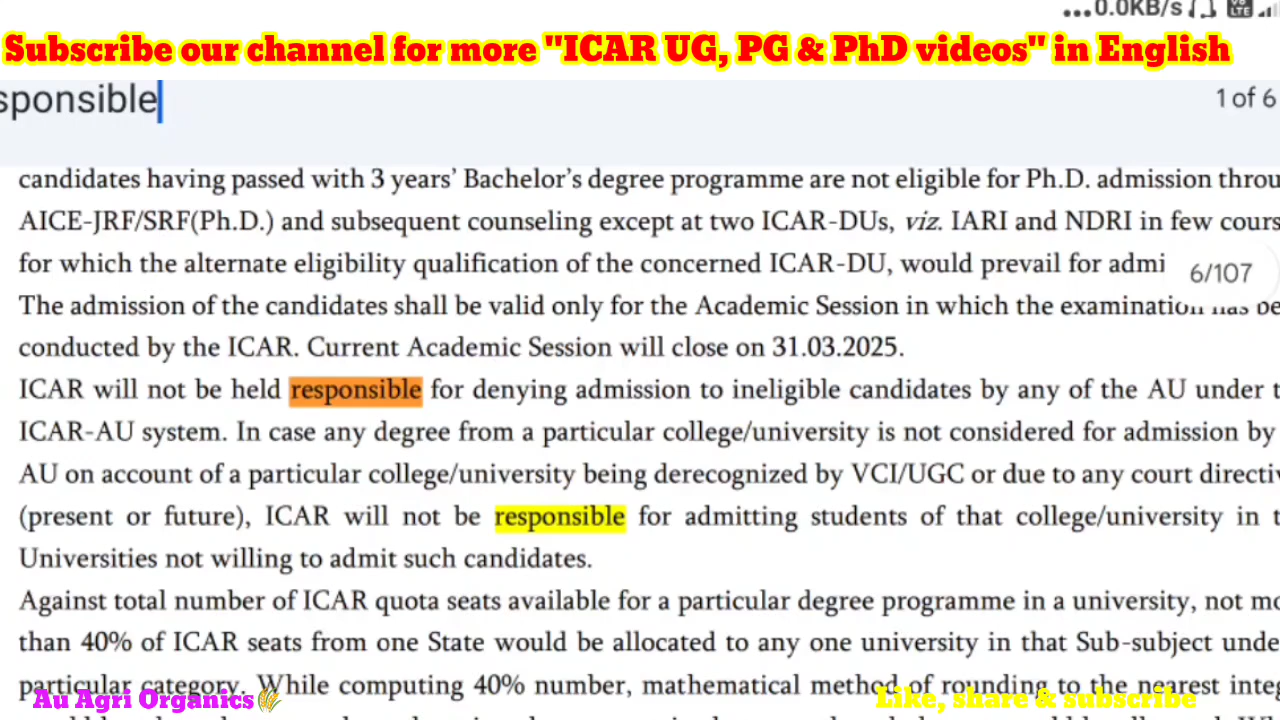 ...0.0KB/s VoLTE
Subscribe our channel for more "ICAR UG, PG & PhD videos" in English
sponsible
1 of 6
candidates having passed with 3 years' Bachelor's degree programme are not eligible for Ph.D. admission throu
AICE-JRF/SRF(Ph.D.) and subsequent counseling except at two ICAR-DUs, viz. IARI and NDRI in few cours
for which the alternate eligibility qualification of the concerned ICAR-DU, would prevail for admi
6/107
The admission of the candidates shall be valid only for the Academic Session in which the examination has be
conducted by the ICAR. Current Academic Session will close on 31.03.2025.
ICAR will not be held responsible for denying admission to ineligible candidates by any of the AU under t
ICAR-AU system. In case any degree from a particular college/university is not considered for admission by
AU on account of a particular college/university being derecognized by VCI/UGC or due to any court directiv
(present or future), ICAR will not be responsible for admitting students of that college/university in t
Universities not willing to admit such candidates.
Against total number of ICAR quota seats available for a particular degree programme in a university, not mo
than 40% of ICAR seats from one State would be allocated to any one university in that Sub-subject unde
particular category. While computing 40% number, mathematical method of rounding to the nearest integ
Au Agri Organics
Like, share & subscribe